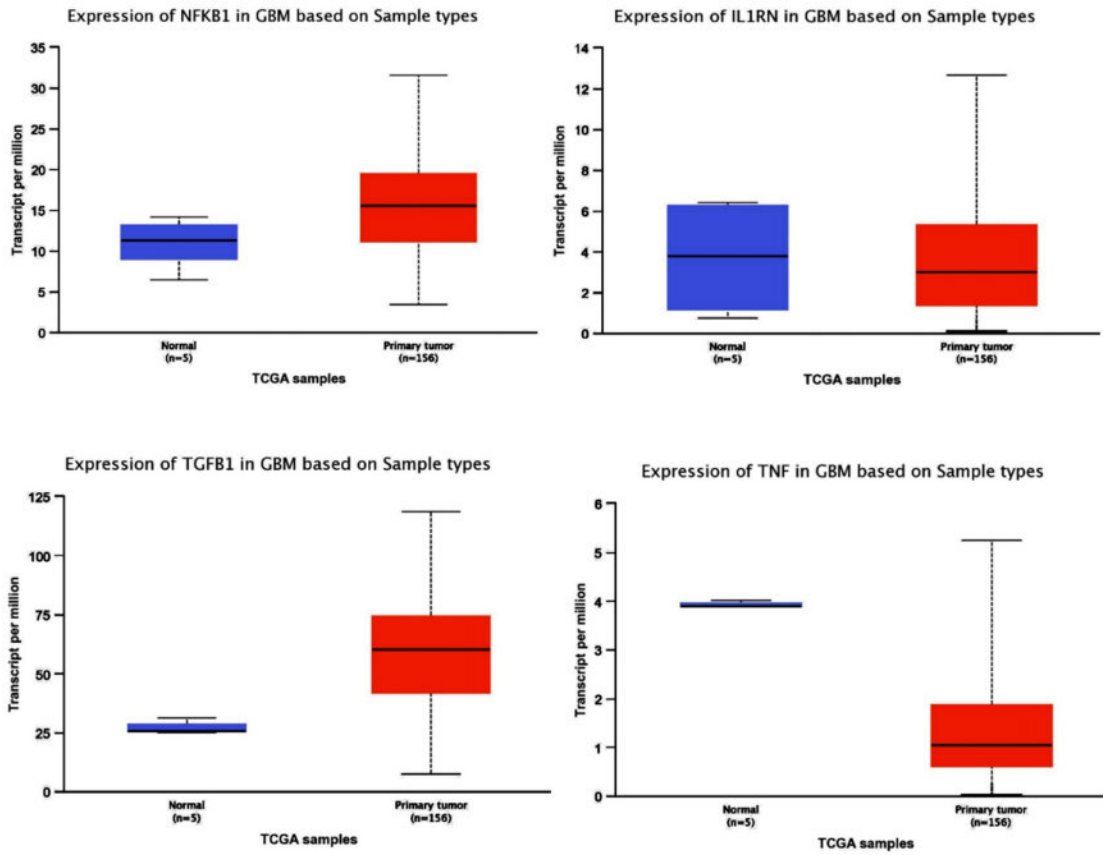 Expression of NFKB1 in GBM based on Sample types
35
30
25
20
15
10
5
0
Transcript per million
Normal
(n=5)
Primary tumor
(n=156)
TCGA samples
Expression of IL1RN in GBM based on Sample types
14
12
10
8
6
4
2
0
Transcript per million
Normal
(n=5)
Primary tumor
(n=156)
TCGA samples
Expression of TGFB1 in GBM based on Sample types
125
100
75
50
25
0
Transcript per million
Normal
(n=5)
Primary tumor
(n=156)
TCGA samples
Expression of TNF in GBM based on Sample types
6
5
4
3
2
1
0
Transcript per million
Normal
(n=5)
Primary tumor
(n=156)
TCGA samples